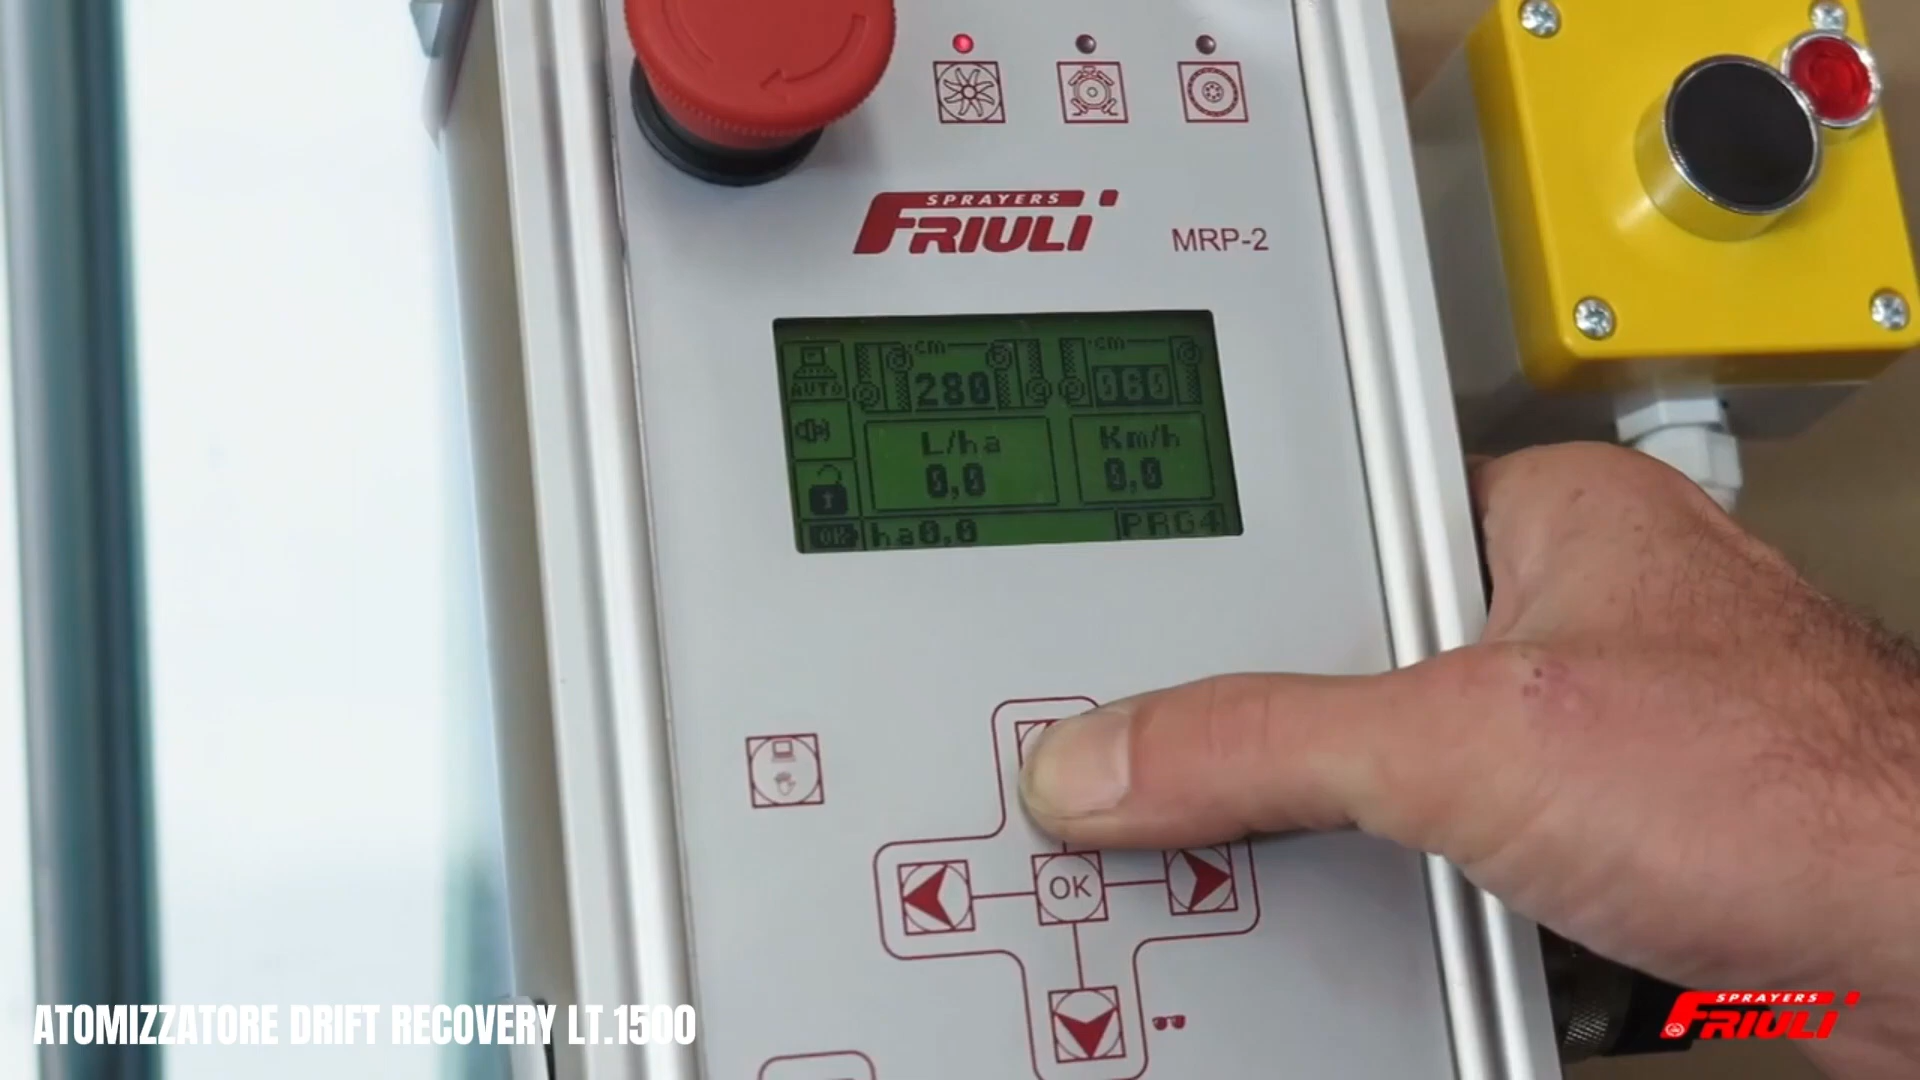 SPRAYERS
FRIULI
MRP-2
cm
cm
AUTO
280
060
L/ha
Km/h
0,0
0,0
OK
ha0,0
PRG4
OK
ATOMIZZATORE DRIFT RECOVERY LT.1500
SPRAYERS
FRIULI